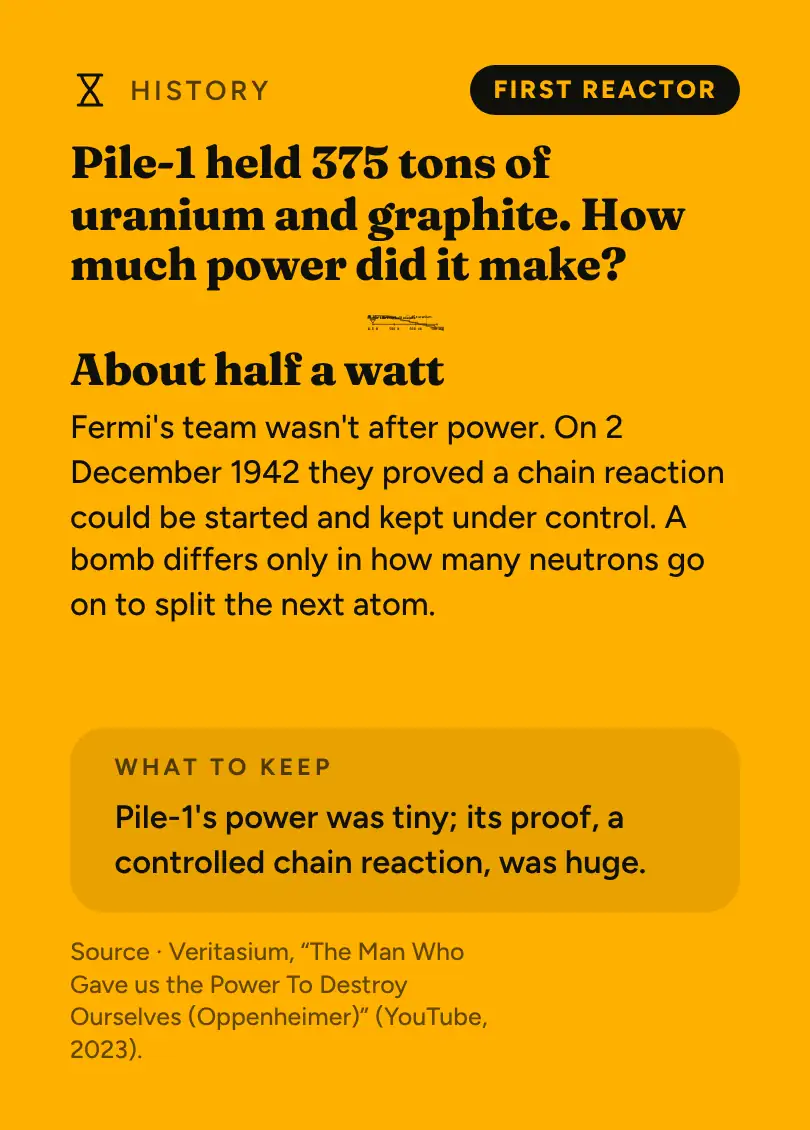 HISTORY
FIRST REACTOR
Pile-1 held 375 tons of
uranium and graphite. How
much power did it make?
About half a watt
Fermi's team wasn't after power. On 2
December 1942 they proved a chain reaction
could be started and kept under control. A
bomb differs only in how many neutrons go
on to split the next atom.
WHAT TO KEEP
Pile-1's power was tiny; its proof, a
controlled chain reaction, was huge.
Source · Veritasium, “The Man Who
Gave us the Power To Destroy
Ourselves (Oppenheimer)” (YouTube,
2023).